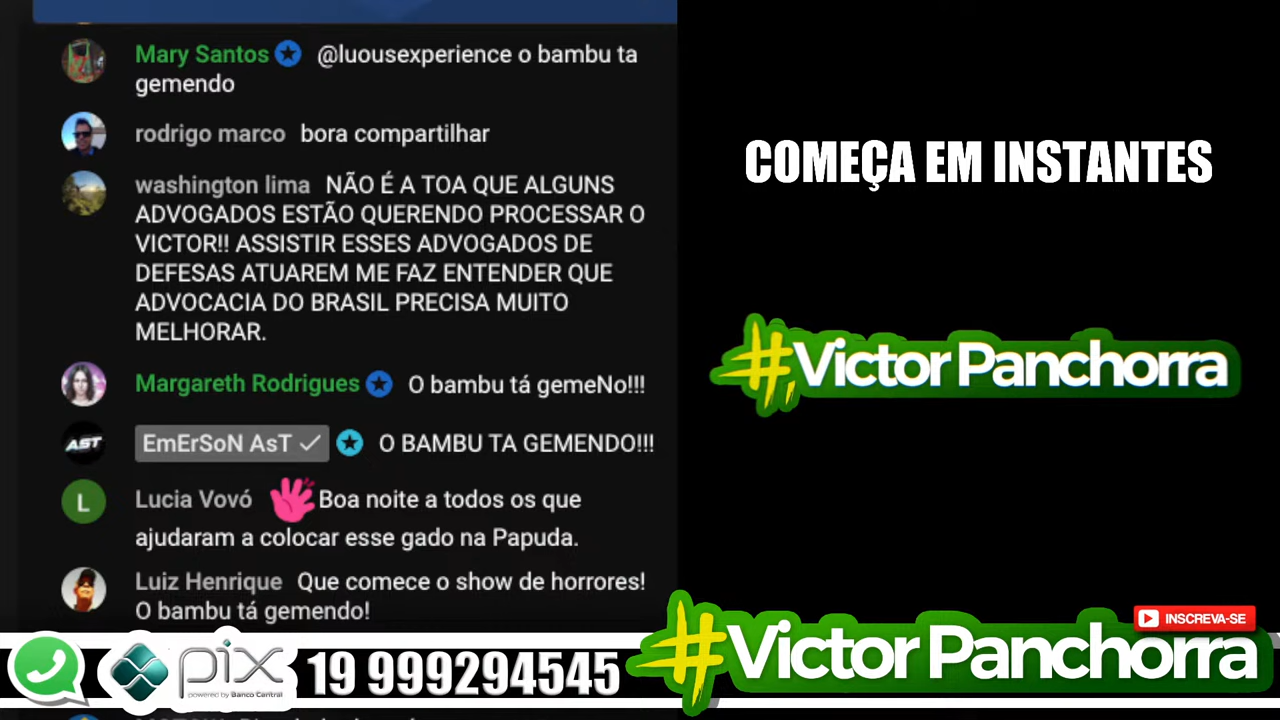 Mary Santos @luousexperience o bambu ta
gemendo
rodrigo marco bora compartilhar
washington lima NÃO É A TOA QUE ALGUNS
ADVOGADOS ESTÃO QUERENDO PROCESSAR O
VICTOR!! ASSISTIR ESSES ADVOGADOS DE
DEFESAS ATUAREM ME FAZ ENTENDER QUE
ADVOCACIA DO BRASIL PRECISA MUITO
MELHORAR.
Margareth Rodrigues O bambu tá gemeNo!!!
AST
EmErSoN AsT O BAMBU TA GEMENDO!!!
L
Lucia Vovó Boa noite a todos os que
ajudaram a colocar esse gado na Papuda.
Luiz Henrique Que comece o show de horrores!
O bambu tá gemendo!
COMEÇA EM INSTANTES
#VictorPanchorra
INSCREVA-SE
pix
powered by Banco Central
19 999294545
#VictorPanchorra